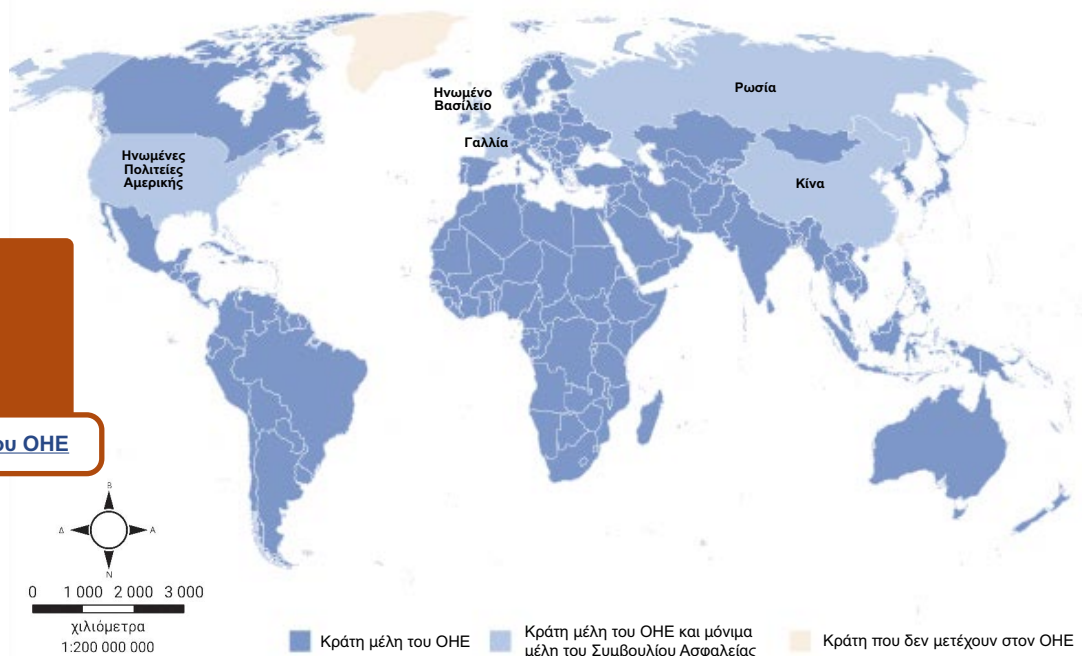 Ηνωμένο
Βασίλειο
Ρωσία
Γαλλία
Ηνωμένες
Πολιτείες
Αμερικής
Κίνα
ου ΟΗΕ
Β
Δ
Α
Ν
0 1 000 2 000 3 000
χιλιόμετρα
1:200 000 000
Κράτη μέλη του ΟΗΕ
Κράτη μέλη του ΟΗΕ και μόνιμα
μέλη του Συμβουλίου Ασφαλείας
Κράτη που δεν μετέχουν στον ΟΗΕ